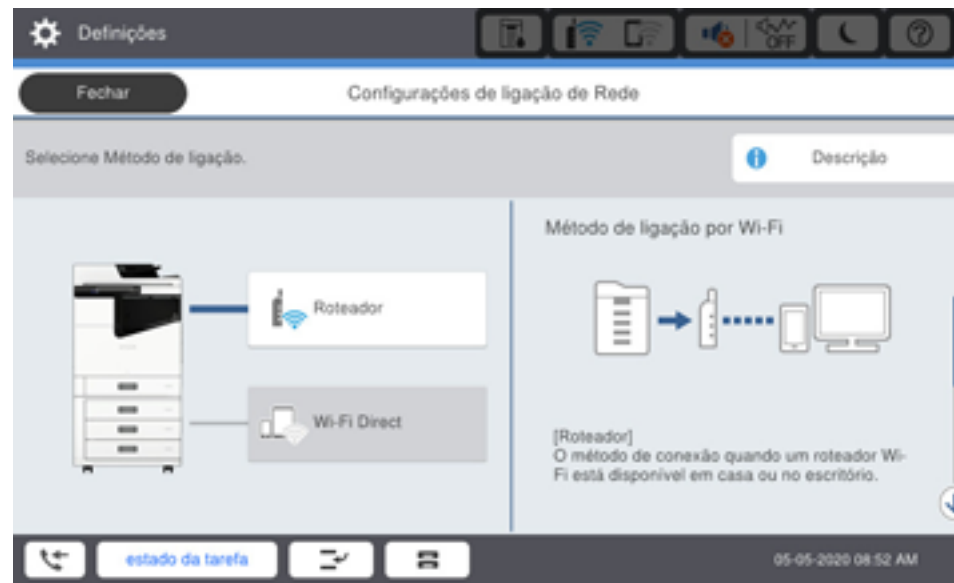 Definições
OFF
Fechar
Configurações de ligação de Rede
Selecione Método de ligação.
Descrição
Método de ligação por Wi-Fi
Roteador
Wi-Fi Direct
[Roteador]
O método de conexão quando um roteador Wi-
Fi está disponível em casa ou no escritório.
estado da tarefa
05-05-2020 08:52 AM